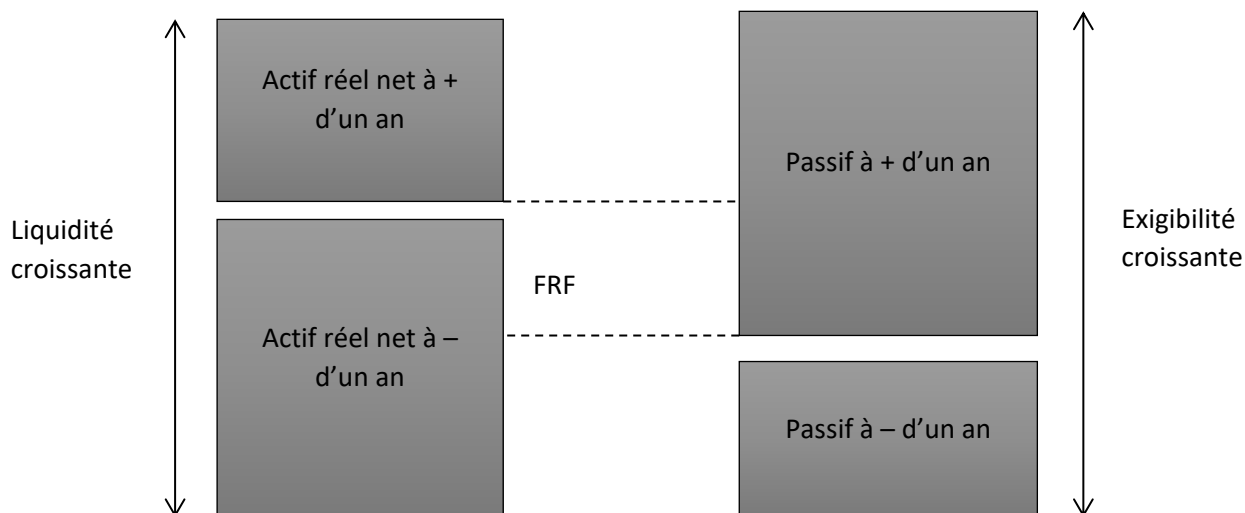 Actif réel net à +
d’un an
Passif à + d’un an
Liquidité
croissante
Exigibilité
croissante
FRF
Actif réel net à –
d’un an
Passif à – d’un an